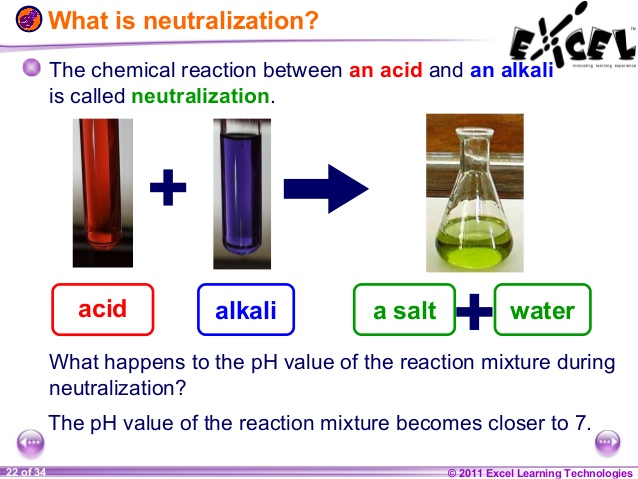 What is neutralization?
EXCEL
TM
innovating learning experience
The chemical reaction between an acid and an alkali
is called neutralization.
+
acid
alkali
a salt + water
What happens to the pH value of the reaction mixture during
neutralization?
The pH value of the reaction mixture becomes closer to 7.
22 of 34
© 2011 Excel Learning Technologies